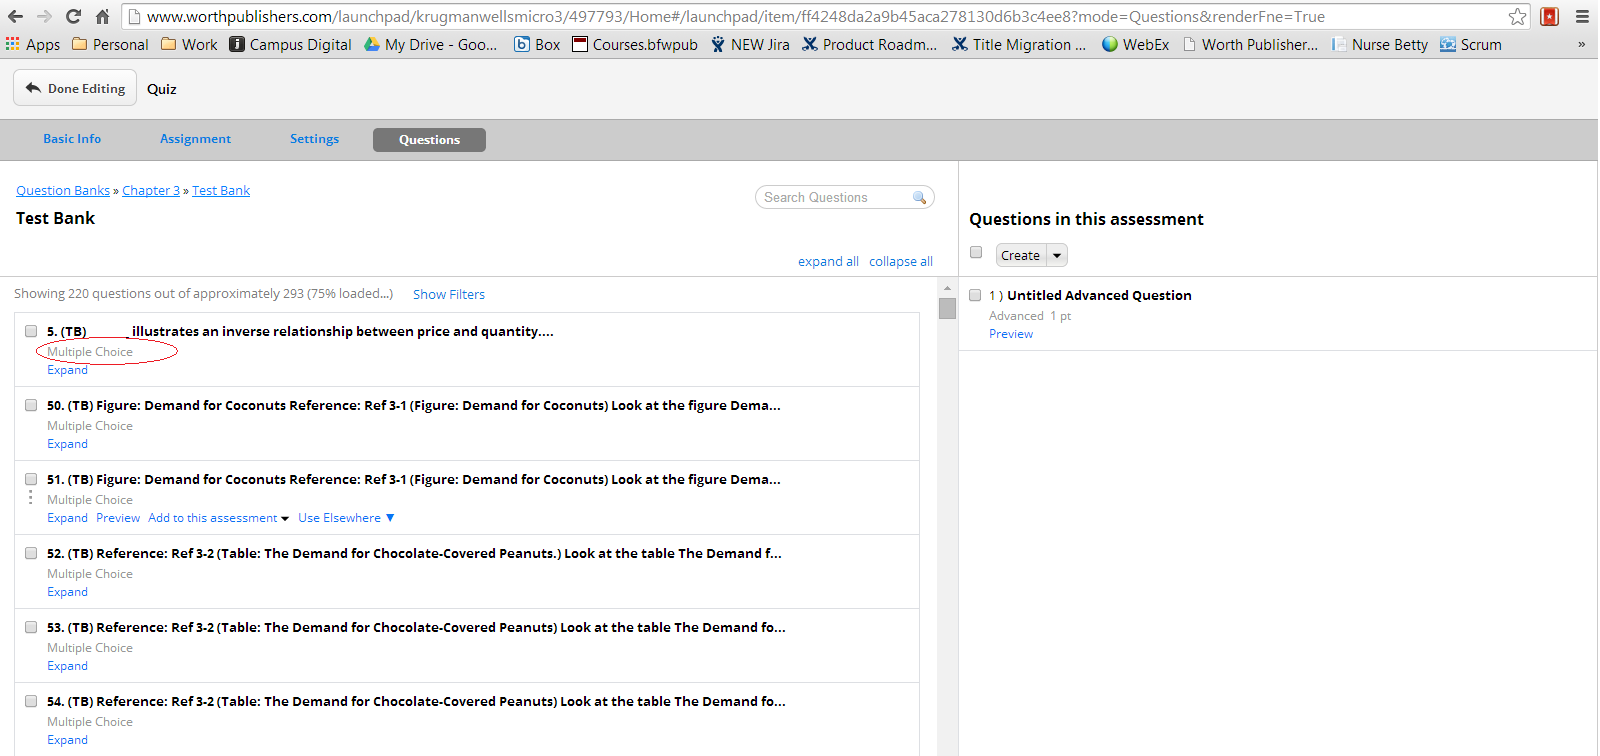 www.worthpublishers.com/launchpad/krugmanwellsmicro3/497793/Home#/launchpad/item/ff4248da2a9b45aca278130d6b3c4ee8?mode=Questions&renderFne=True
Apps Personal Work Campus Digital My Drive - Goo... Box Courses.bfwpub NEW Jira Product Roadm... Title Migration ... WebEx Worth Publisher... Nurse Betty Scrum »
Done Editing Quiz
Basic Info Assignment Settings Questions
Question Banks » Chapter 3 » Test Bank
Search Questions
Test Bank
expand all collapse all
Showing 220 questions out of approximately 293 (75% loaded...) Show Filters
5. (TB)______ illustrates an inverse relationship between price and quantity....
Multiple Choice
Expand
50. (TB) Figure: Demand for Coconuts Reference: Ref 3-1 (Figure: Demand for Coconuts) Look at the figure Dema...
Multiple Choice
Expand
51. (TB) Figure: Demand for Coconuts Reference: Ref 3-1 (Figure: Demand for Coconuts) Look at the figure Dema...
Multiple Choice
Expand Preview Add to this assessment Use Elsewhere
52. (TB) Reference: Ref 3-2 (Table: The Demand for Chocolate-Covered Peanuts.) Look at the table The Demand f...
Multiple Choice
Expand
53. (TB) Reference: Ref 3-2 (Table: The Demand for Chocolate-Covered Peanuts) Look at the table The Demand fo...
Multiple Choice
Expand
54. (TB) Reference: Ref 3-2 (Table: The Demand for Chocolate-Covered Peanuts) Look at the table The Demand fo...
Multiple Choice
Expand
Questions in this assessment
Create
1 ) Untitled Advanced Question
Advanced 1 pt
Preview